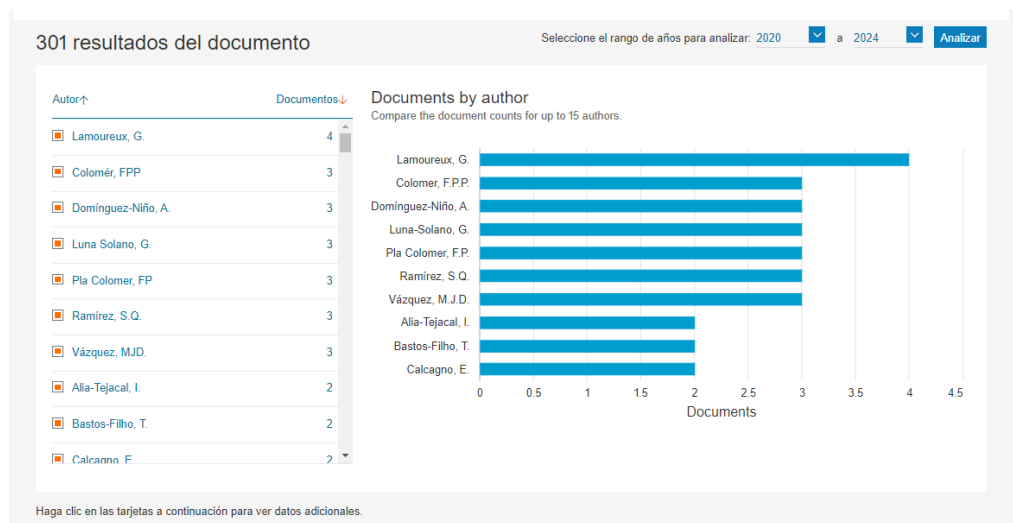 301 resultados del documento
Seleccione el rango de años para analizar: 2020 a 2024 Analizar
Autor↑ Documentos↓
Lamoureux, G. 4
Colomér, FPP 3
Domínguez-Niño, A. 3
Luna Solano, G. 3
Pla Colomer, FP 3
Ramírez, S.Q. 3
Vázquez, MJD. 3
Alia-Tejacal, I. 2
Bastos-Filho, T. 2
Calcagno, E. 2
Documents by author
Compare the document counts for up to 15 authors.
Lamoureux, G.
Colomer, F.P.P.
Domínguez-Niño, A.
Luna-Solano, G.
Pla Colomer, F.P.
Ramírez, S.Q.
Vázquez, M.J.D.
Alia-Tejacal, I.
Bastos-Filho, T.
Calcagno, E.
0 0.5 1 1.5 2 2.5 3 3.5 4 4.5
Documents
Haga clic en las tarjetas a continuación para ver datos adicionales.